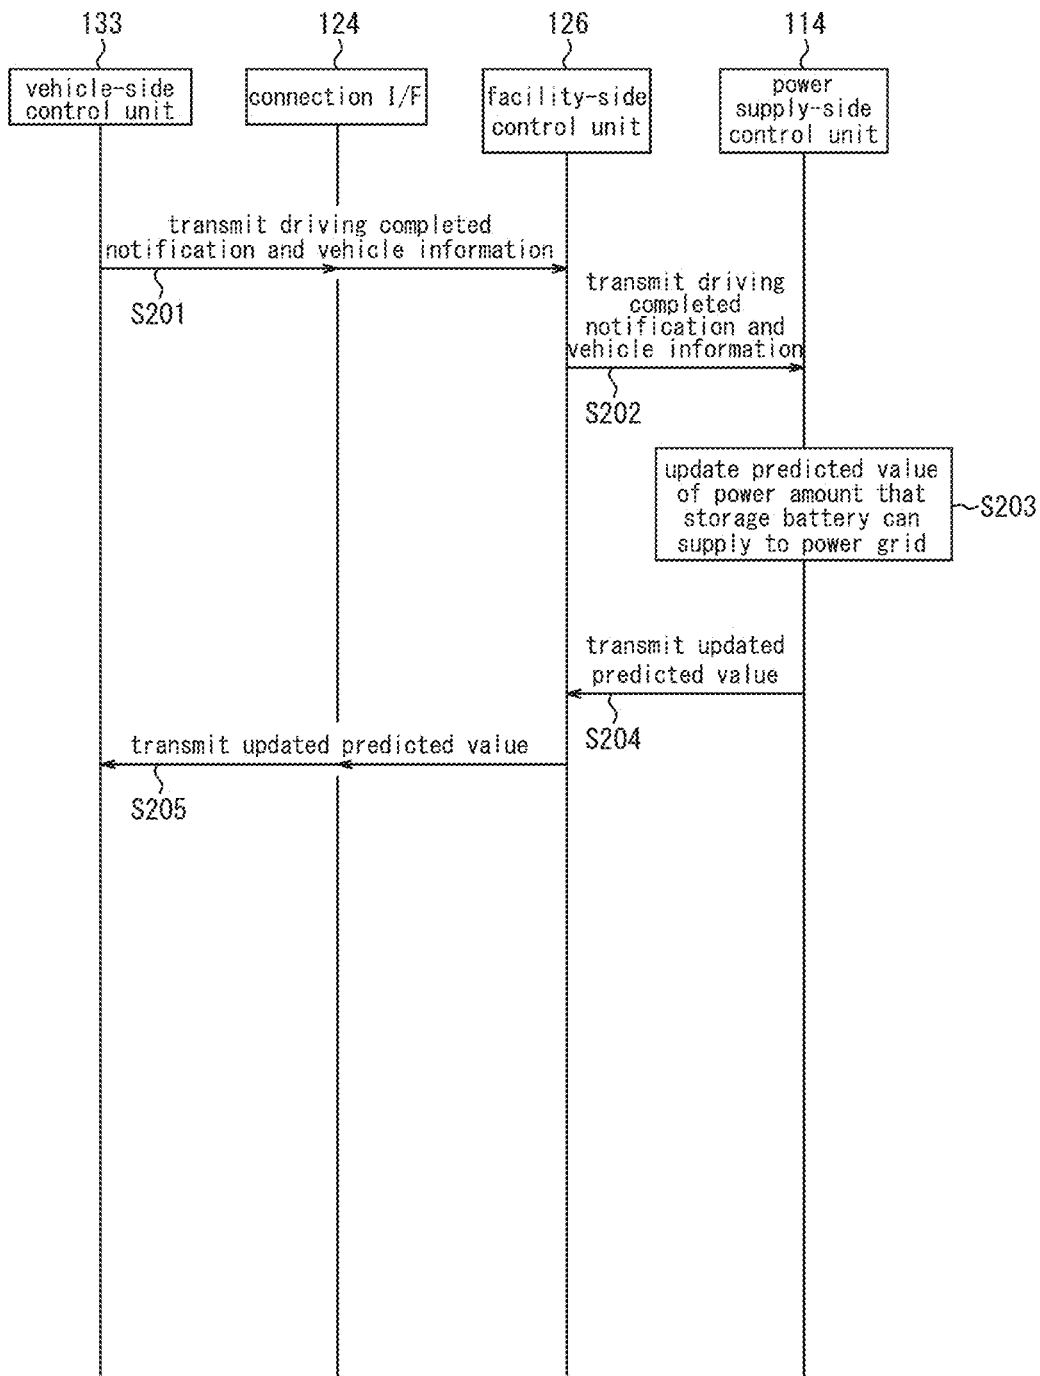 133
124
126
114
vehicle-side
control unit
connection I/F
facility-side
control unit
power
supply-side
control unit
transmit driving completed
notification and vehicle information
S201
transmit driving
completed
notification and
vehicle information
S202
update predicted value
of power amount that
storage battery can
supply to power grid
S203
transmit updated
predicted value
S204
transmit updated predicted value
S205